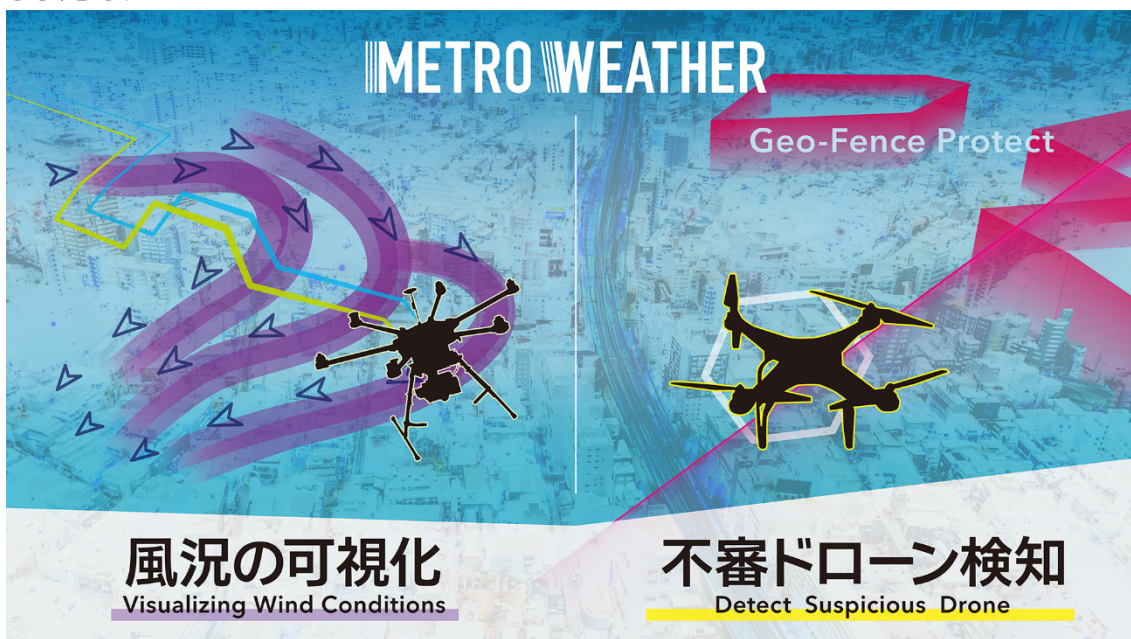 METRO WEATHER
Geo-Fence Protect
風況の可視化
Visualizing Wind Conditions
不審ドローン検知
Detect Suspicious Drone